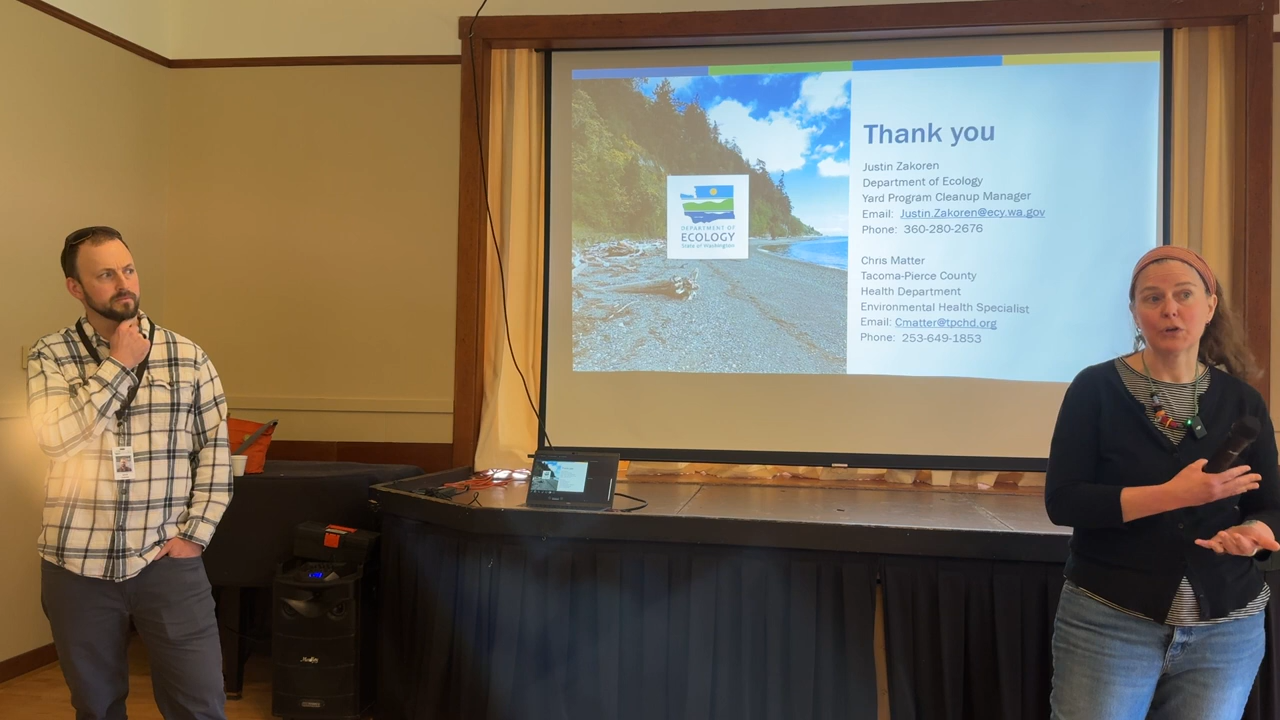 Thank you
Justin Zakoren
Department of Ecology
Yard Program Cleanup Manager
Email: Justin.Zakoren@ecy.wa.gov
Phone: 360-280-2676
Chris Matter
Tacoma-Pierce County
Health Department
Environmental Health Specialist
Email: Cmatter@tpchd.org
Phone: 253-649-1853
DEPARTMENT OF
ECOLOGY
State of Washington